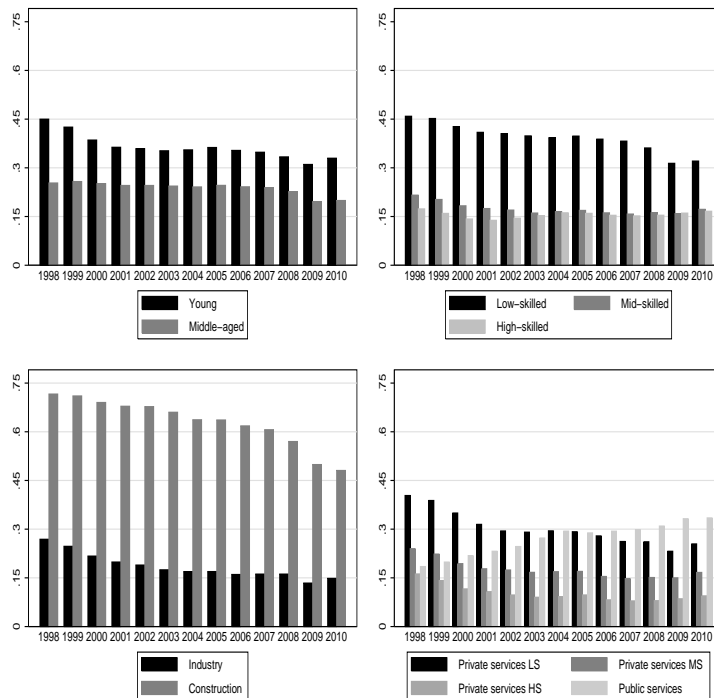 .75
.6
.45
.3
.15
0
1998 1999 2000 2001 2002 2003 2004 2005 2006 2007 2008 2009 2010
Young
Middle−aged
.75
.6
.45
.3
.15
0
1998 1999 2000 2001 2002 2003 2004 2005 2006 2007 2008 2009 2010
Low−skilled Mid−skilled
High−skilled
.75
.6
.45
.3
.15
0
1998 1999 2000 2001 2002 2003 2004 2005 2006 2007 2008 2009 2010
Industry
Construction
.75
.6
.45
.3
.15
0
1998 1999 2000 2001 2002 2003 2004 2005 2006 2007 2008 2009 2010
Private services LS Private services MS
Private services HS Public services